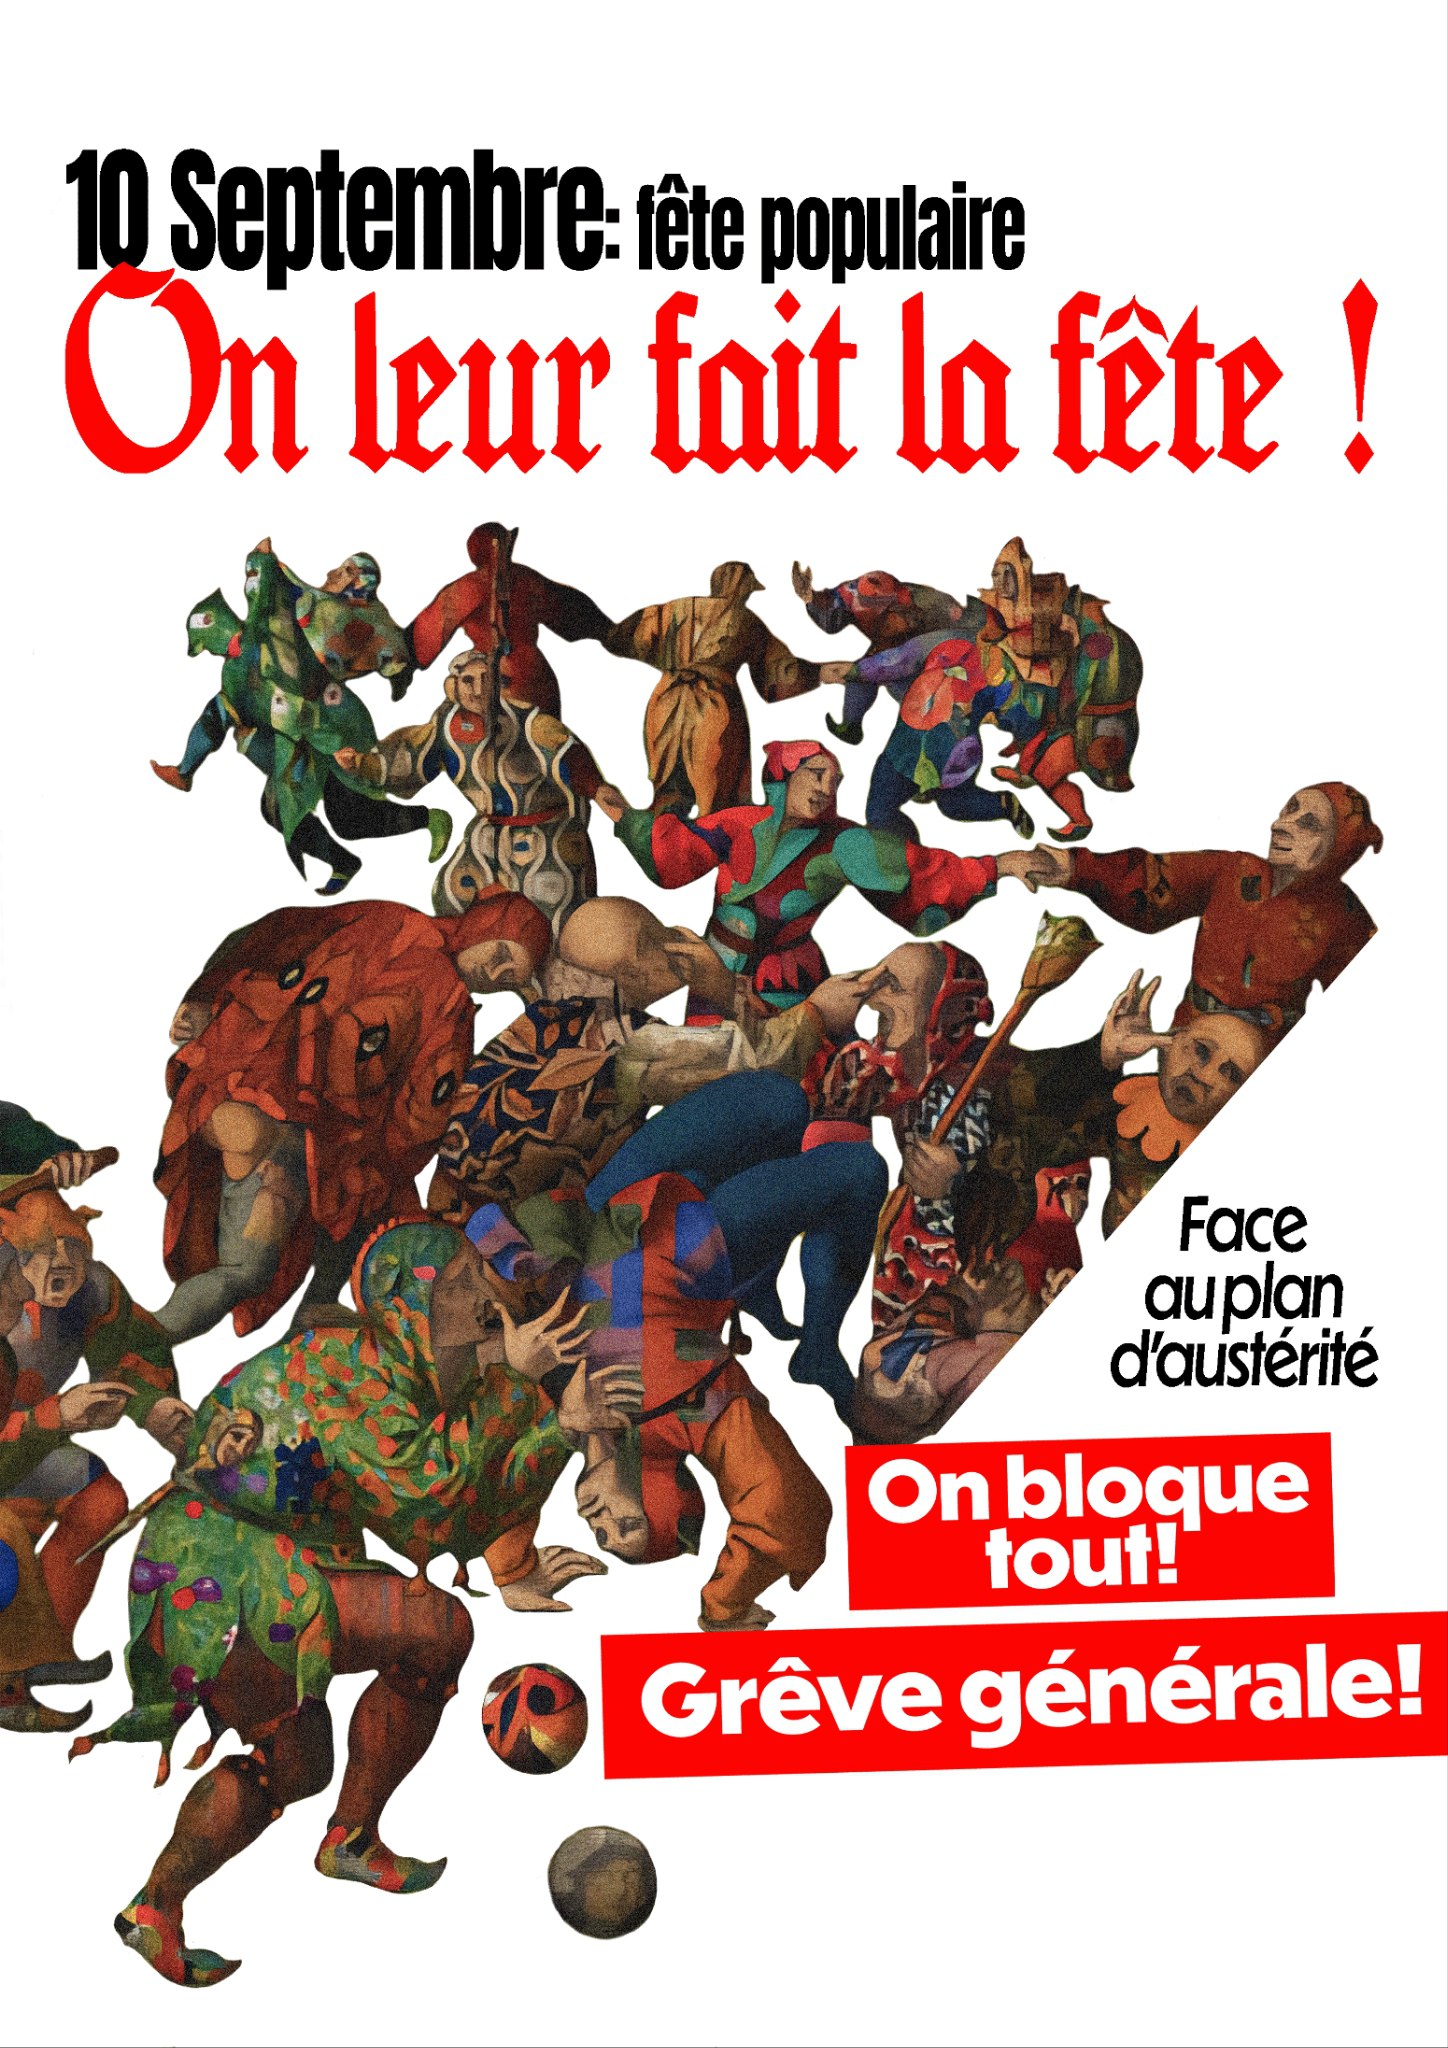 10 Septembre: fête populaire
On leur fait la fête !
Face
au plan
d'austérité
On bloque
tout!
Grêve générale!